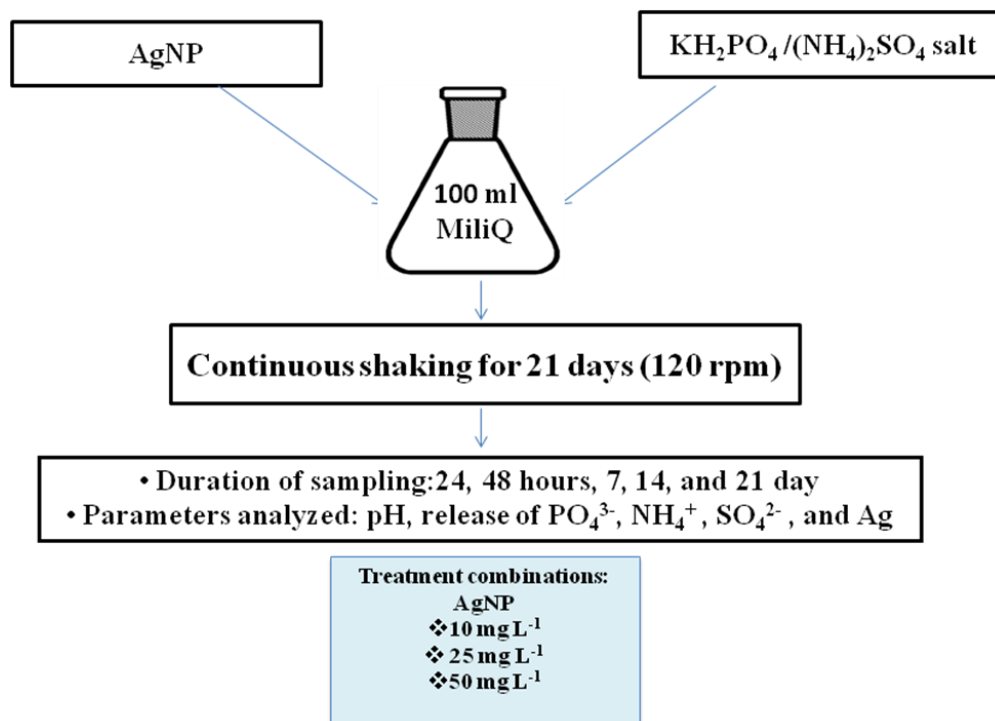 AgNP
KH₂PO₄ /(NH₄)₂SO₄ salt
100 ml
MiliQ
Continuous shaking for 21 days (120 rpm)
• Duration of sampling:24, 48 hours, 7, 14, and 21 day
• Parameters analyzed: pH, release of PO₄³⁻, NH₄⁺, SO₄²⁻ , and Ag
Treatment combinations:
AgNP
❖10 mg L⁻¹
❖ 25 mg L⁻¹
❖50 mg L⁻¹